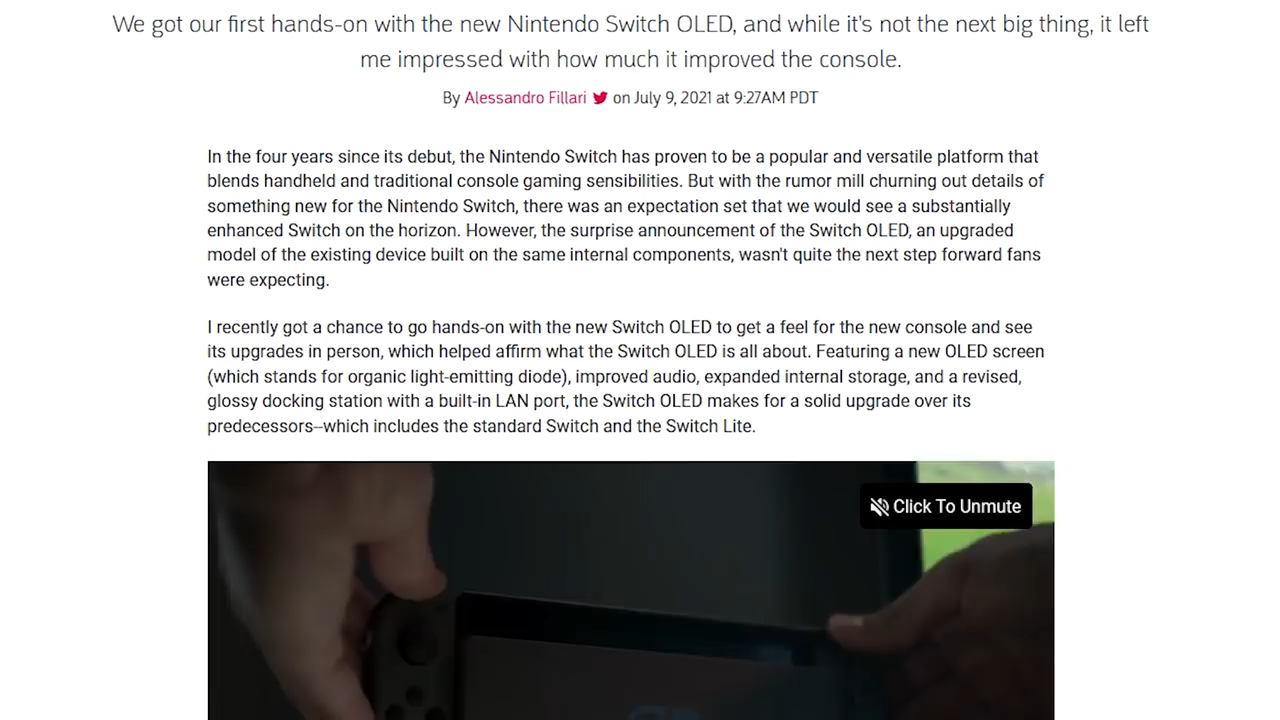 We got our first hands-on with the new Nintendo Switch OLED, and while it's not the next big thing, it left
me impressed with how much it improved the console.
By Alessandro Fillari on July 9, 2021 at 9:27AM PDT
In the four years since its debut, the Nintendo Switch has proven to be a popular and versatile platform that
blends handheld and traditional console gaming sensibilities. But with the rumor mill churning out details of
something new for the Nintendo Switch, there was an expectation set that we would see a substantially
enhanced Switch on the horizon. However, the surprise announcement of the Switch OLED, an upgraded
model of the existing device built on the same internal components, wasn't quite the next step forward fans
were expecting.
I recently got a chance to go hands-on with the new Switch OLED to get a feel for the new console and see
its upgrades in person, which helped affirm what the Switch OLED is all about. Featuring a new OLED screen
(which stands for organic light-emitting diode), improved audio, expanded internal storage, and a revised,
glossy docking station with a built-in LAN port, the Switch OLED makes for a solid upgrade over its
predecessors--which includes the standard Switch and the Switch Lite.
Click To Unmute